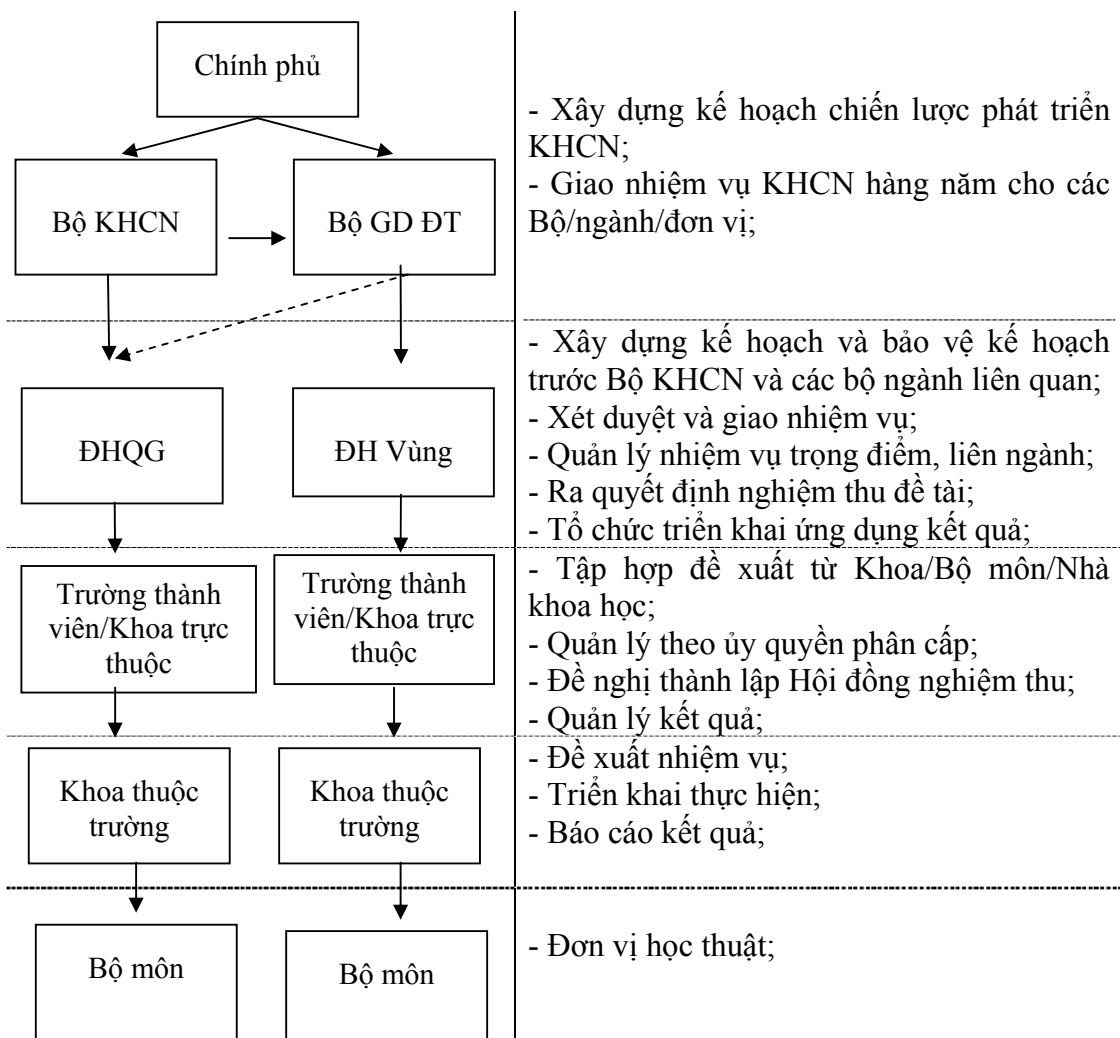 Chính phủ
- Xây dựng kế hoạch chiến lược phát triển
KHCN;
- Giao nhiệm vụ KHCN hàng năm cho các
Bộ/ngành/đơn vị;
Bộ KHCN
Bộ GD ĐT
- Xây dựng kế hoạch và bảo vệ kế hoạch
trước Bộ KHCN và các bộ ngành liên quan;
- Xét duyệt và giao nhiệm vụ;
- Quản lý nhiệm vụ trọng điểm, liên ngành;
- Ra quyết định nghiệm thu đề tài;
- Tổ chức triển khai ứng dụng kết quả;
ĐHQG
ĐH Vùng
Trường thành
viên/Khoa trực
thuộc
Trường thành
viên/Khoa trực
thuộc
- Tập hợp đề xuất từ Khoa/Bộ môn/Nhà
khoa học;
- Quản lý theo ủy quyền phân cấp;
- Đề nghị thành lập Hội đồng nghiệm thu;
- Quản lý kết quả;
Khoa thuộc
trường
Khoa thuộc
trường
- Đề xuất nhiệm vụ;
- Triển khai thực hiện;
- Báo cáo kết quả;
Bộ môn
Bộ môn
- Đơn vị học thuật;